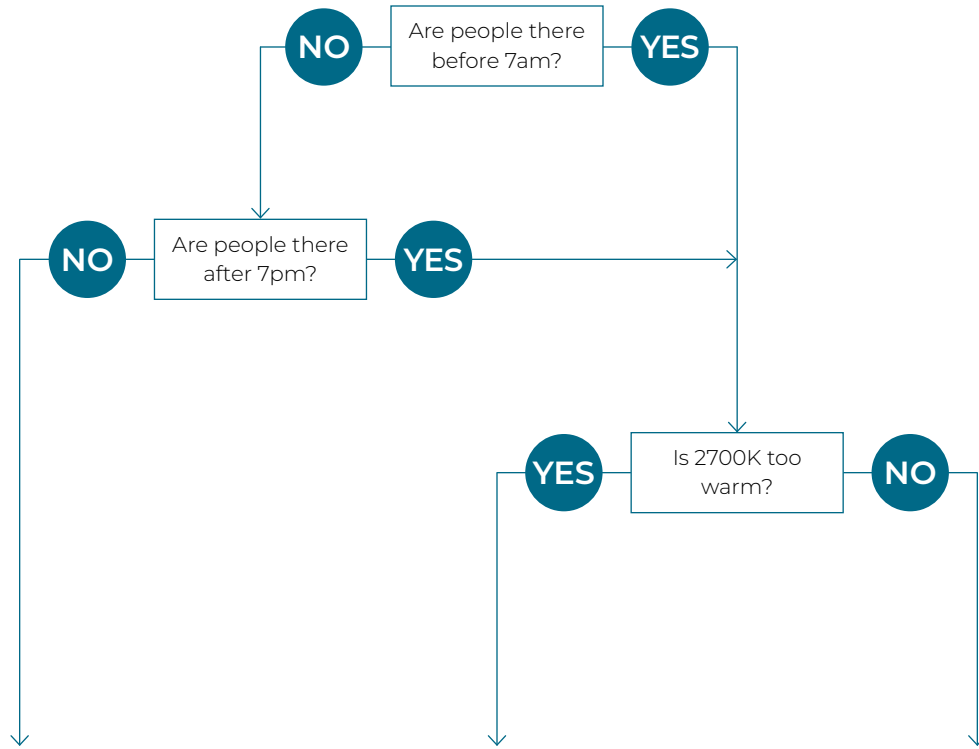 NO
Are people there
before 7am?
YES
NO
Are people there
after 7pm?
YES
YES
Is 2700K too
warm?
NO